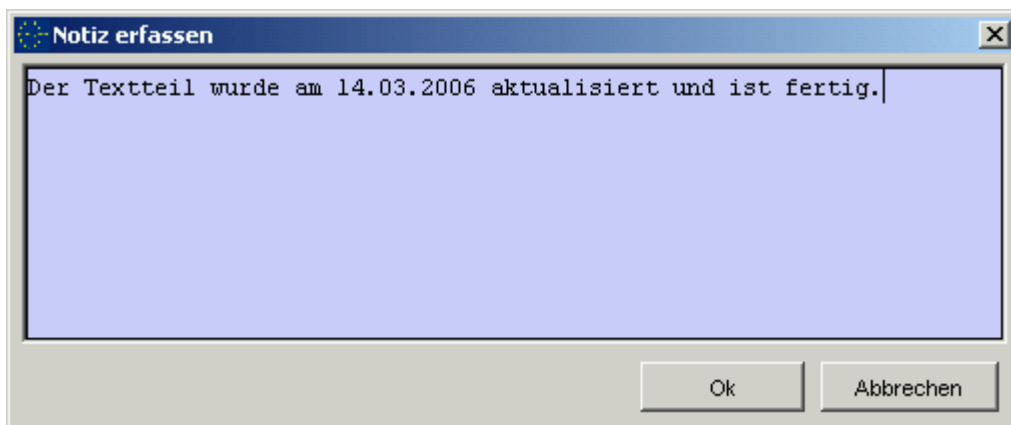 Notiz erfassen
Der Textteil wurde am 14.03.2006 aktualisiert und ist fertig.
Ok
Abbrechen